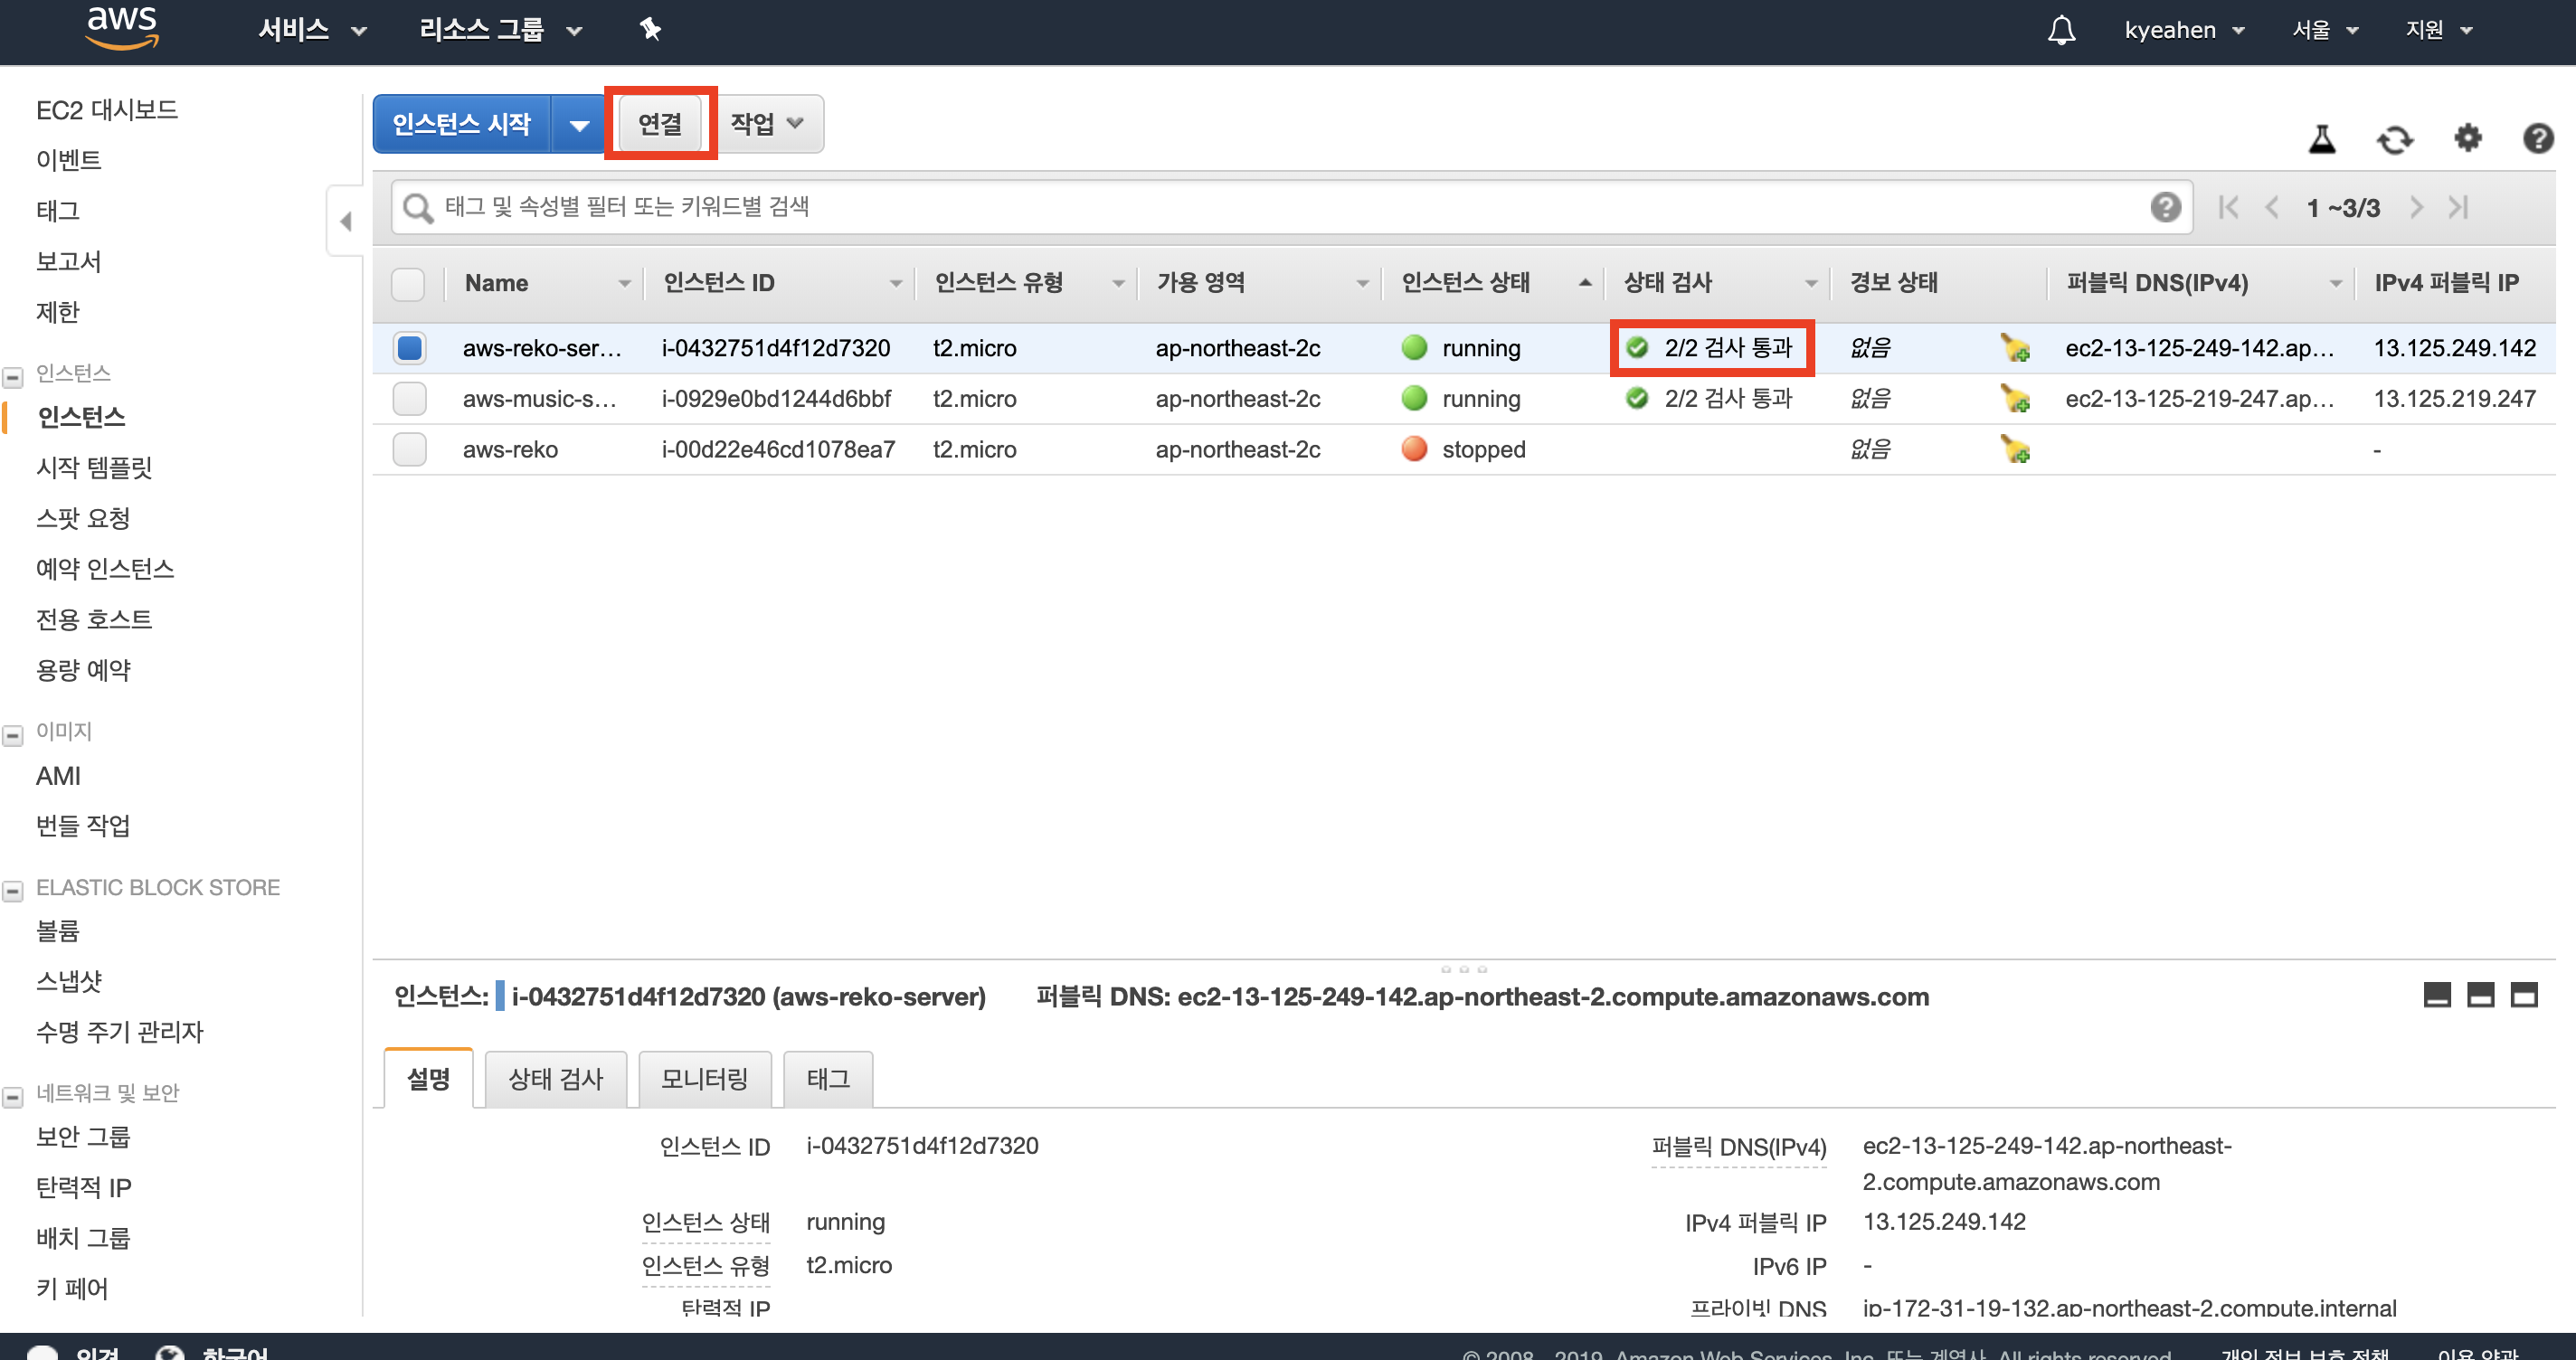 aws
서비스
리소스 그룹
kyeahen
서울
지원
EC2 대시보드
이벤트
태그
보고서
제한
인스턴스
인스턴스
시작 템플릿
스팟 요청
예약 인스턴스
전용 호스트
용량 예약
이미지
AMI
번들 작업
ELASTIC BLOCK STORE
볼륨
스냅샷
수명 주기 관리자
네트워크 및 보안
보안 그룹
탄력적 IP
배치 그룹
키 페어
인스턴스 시작
연결
작업
태그 및 속성별 필터 또는 키워드별 검색
1 ~3/3
Name 인스턴스 ID 인스턴스 유형 가용 영역 인스턴스 상태 상태 검사 경보 상태 퍼블릭 DNS(IPv4) IPv4 퍼블릭 IP
aws-reko-ser... i-0432751d4f12d7320 t2.micro ap-northeast-2c running 2/2 검사 통과 없음 ec2-13-125-249-142.ap... 13.125.249.142
aws-music-s... i-0929e0bd1244d6bbf t2.micro ap-northeast-2c running 2/2 검사 통과 없음 ec2-13-125-219-247.ap... 13.125.219.247
aws-reko i-00d22e46cd1078ea7 t2.micro ap-northeast-2c stopped 없음 -
인스턴스: i-0432751d4f12d7320 (aws-reko-server) 퍼블릭 DNS: ec2-13-125-249-142.ap-northeast-2.compute.amazonaws.com
설명 상태 검사 모니터링 태그
인스턴스 ID i-0432751d4f12d7320
인스턴스 상태 running
인스턴스 유형 t2.micro
탄력적 IP
퍼블릭 DNS(IPv4) ec2-13-125-249-142.ap-northeast-
2.compute.amazonaws.com
IPv4 퍼블릭 IP 13.125.249.142
IPv6 IP -
프라이빗 DNS ip-172-31-19-132.ap-northeast-2.compute.internal
의견 한국어
© 2008 - 2019, Amazon Web Services, Inc. 또는 계열사. All rights reserved. 개인 정보 보호 정책 이용 약관